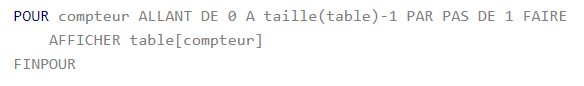 POUR compteur ALLANT DE 0 A taille(table)-1 PAR PAS DE 1 FAIRE
AFFICHER table[compteur]
FINPOUR